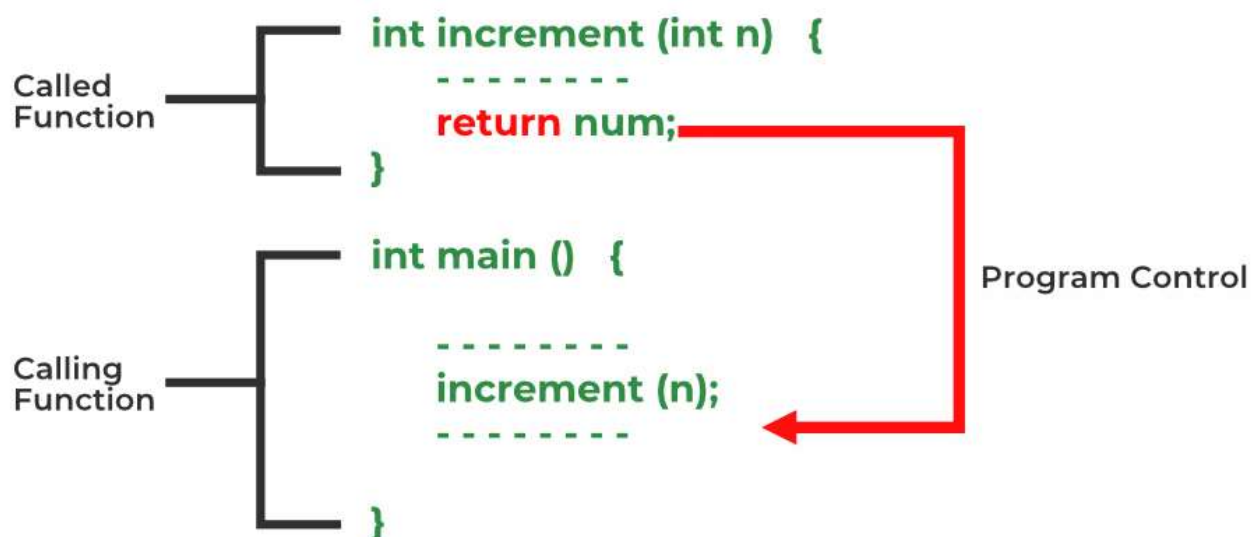 int increment (int n) {
Called
Function
- - - - - - - -
return num;
}
int main () {
Program Control
- - - - - - - -
Calling
Function
increment (n);
- - - - - - - -
}